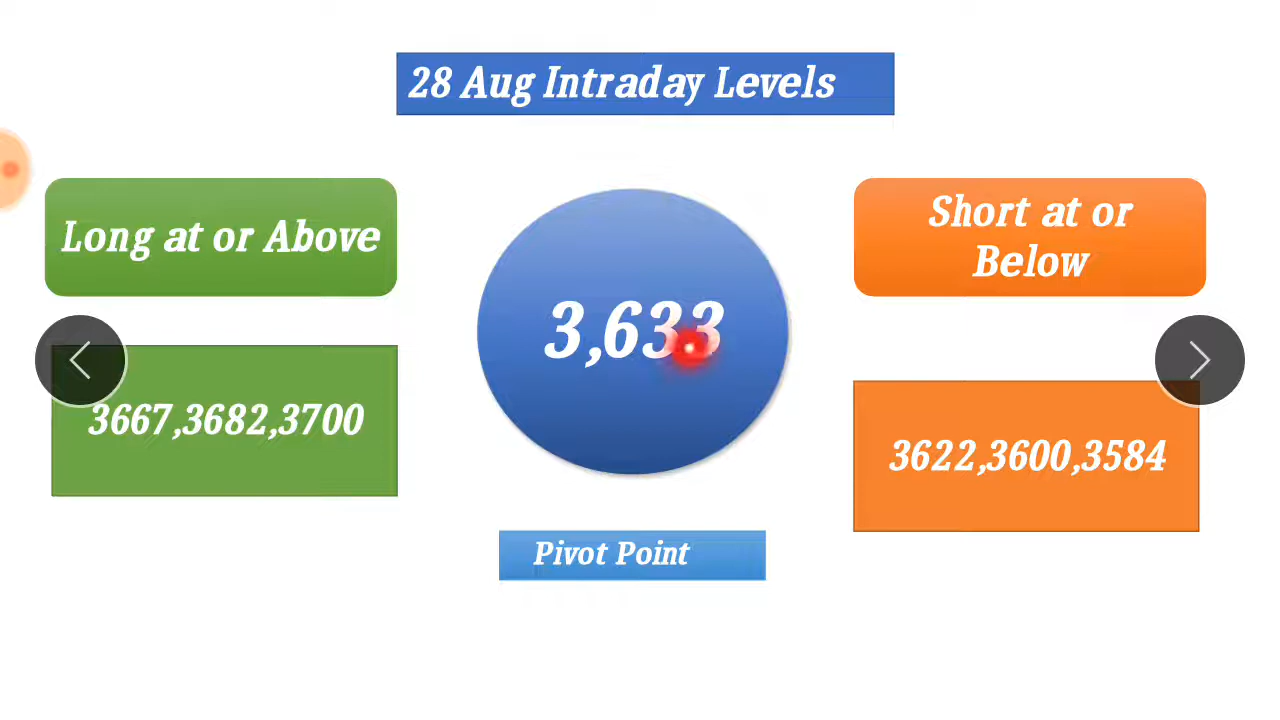 28 Aug Intraday Levels
Long at or Above
3667,3682,3700
3,633
Pivot Point
Short at or
Below
3622,3600,3584